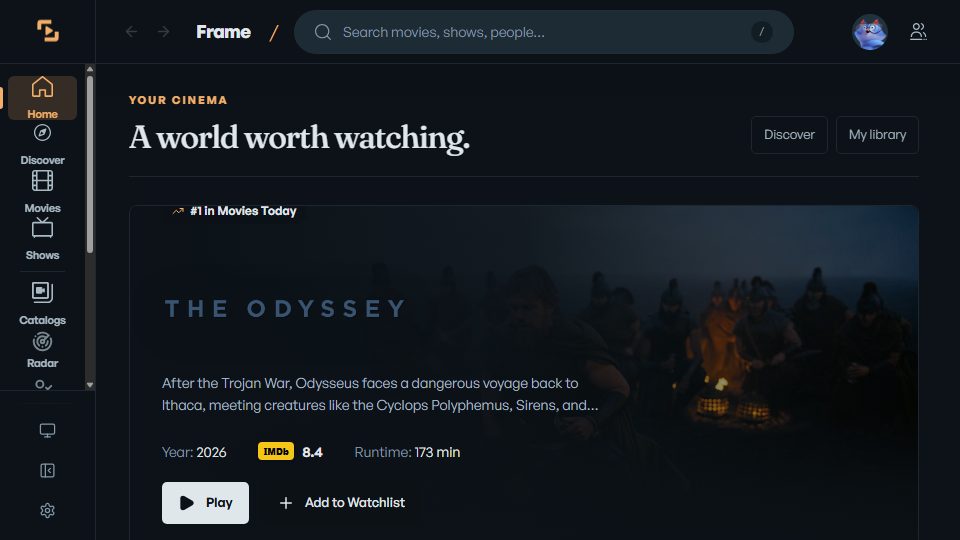 Frame /
Search movies, shows, people...
/
Home
Discover
Movies
Shows
Catalogs
Radar
YOUR CINEMA
A world worth watching.
Discover
My library
#1 in Movies Today
THE ODYSSEY
After the Trojan War, Odysseus faces a dangerous voyage back to
Ithaca, meeting creatures like the Cyclops Polyphemus, Sirens, and...
Year: 2026
IMDb 8.4
Runtime: 173 min
Play
Add to Watchlist